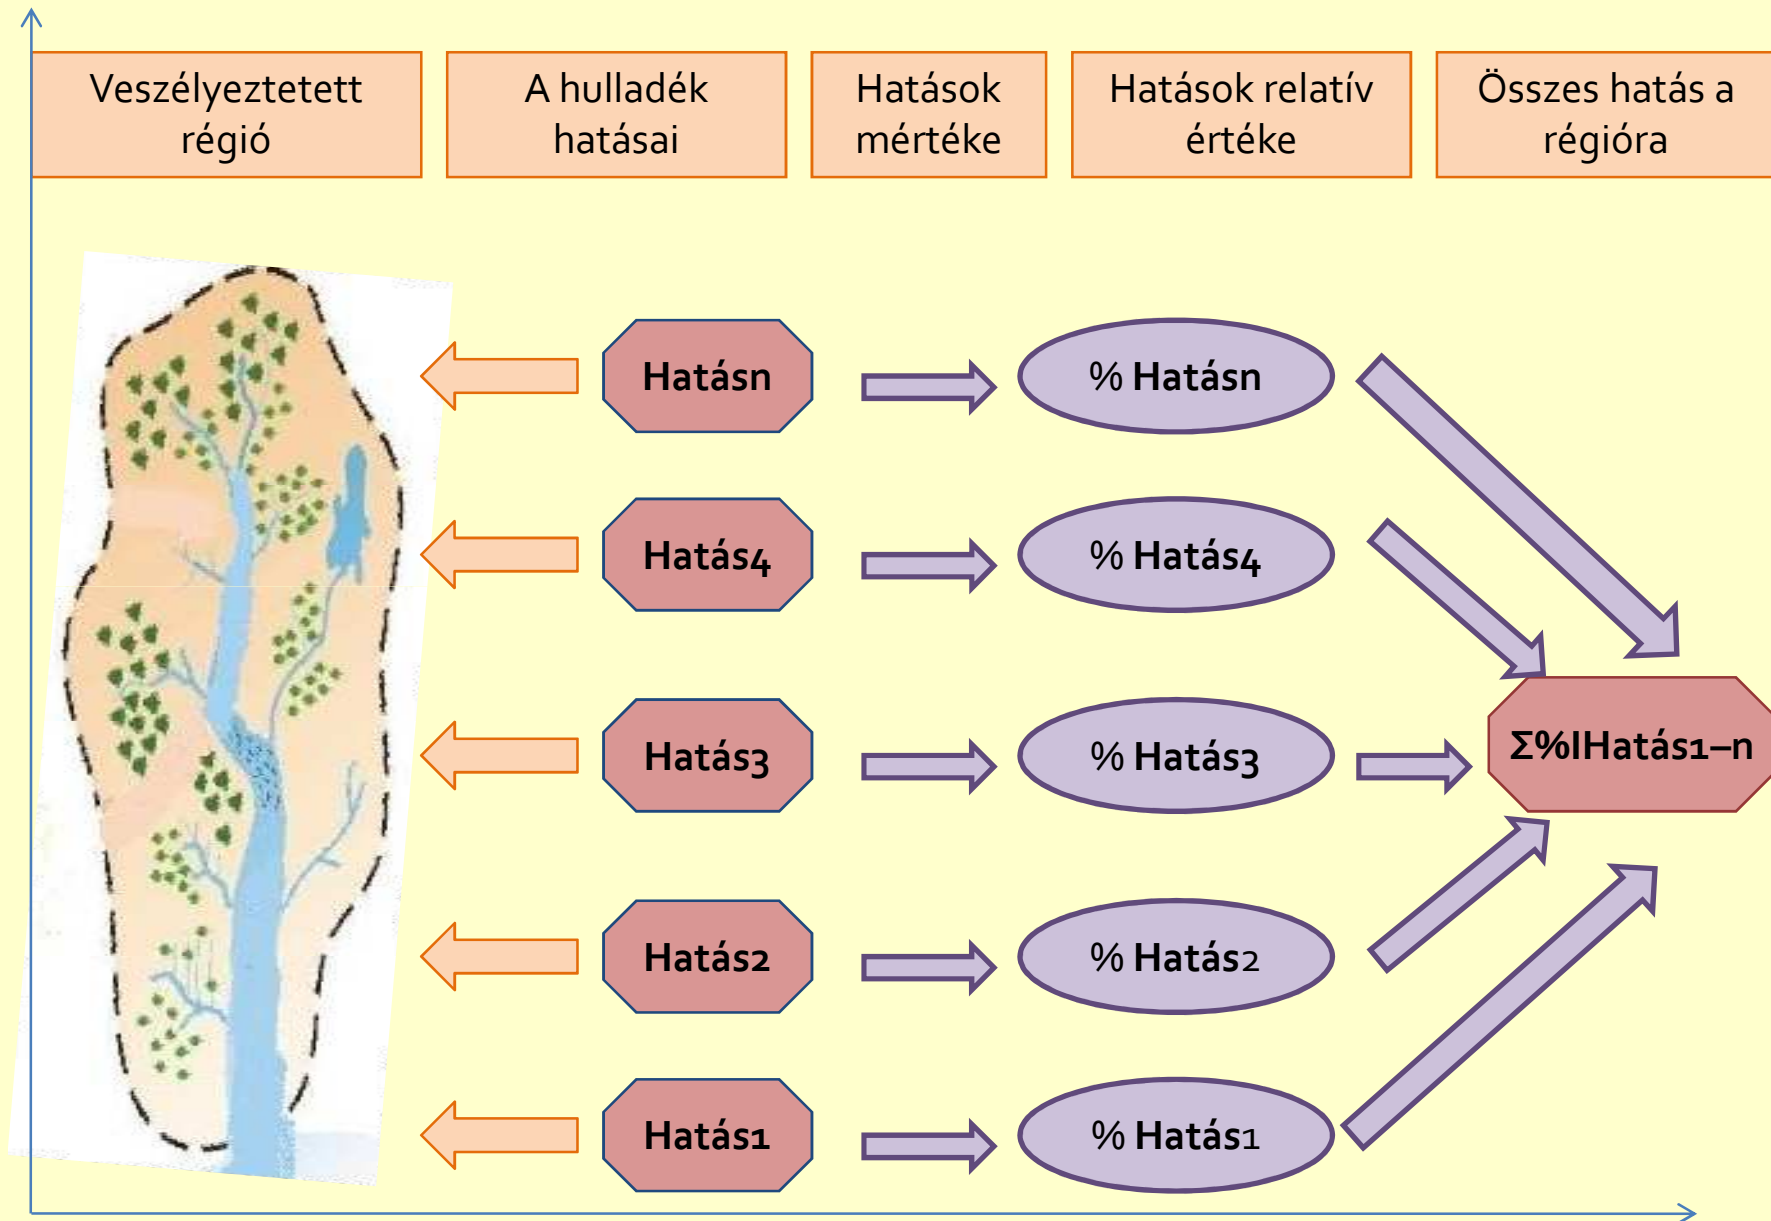 Veszélyeztetett
régió
A hulladék
hatásai
Hatások
mértéke
Hatások relatív
értéke
Összes hatás a
régióra
Hatásn
% Hatásn
Hatás4
% Hatás4
Hatás3
% Hatás3
Σ%IHatás1–n
Hatás2
% Hatás2
Hatás1
% Hatás1